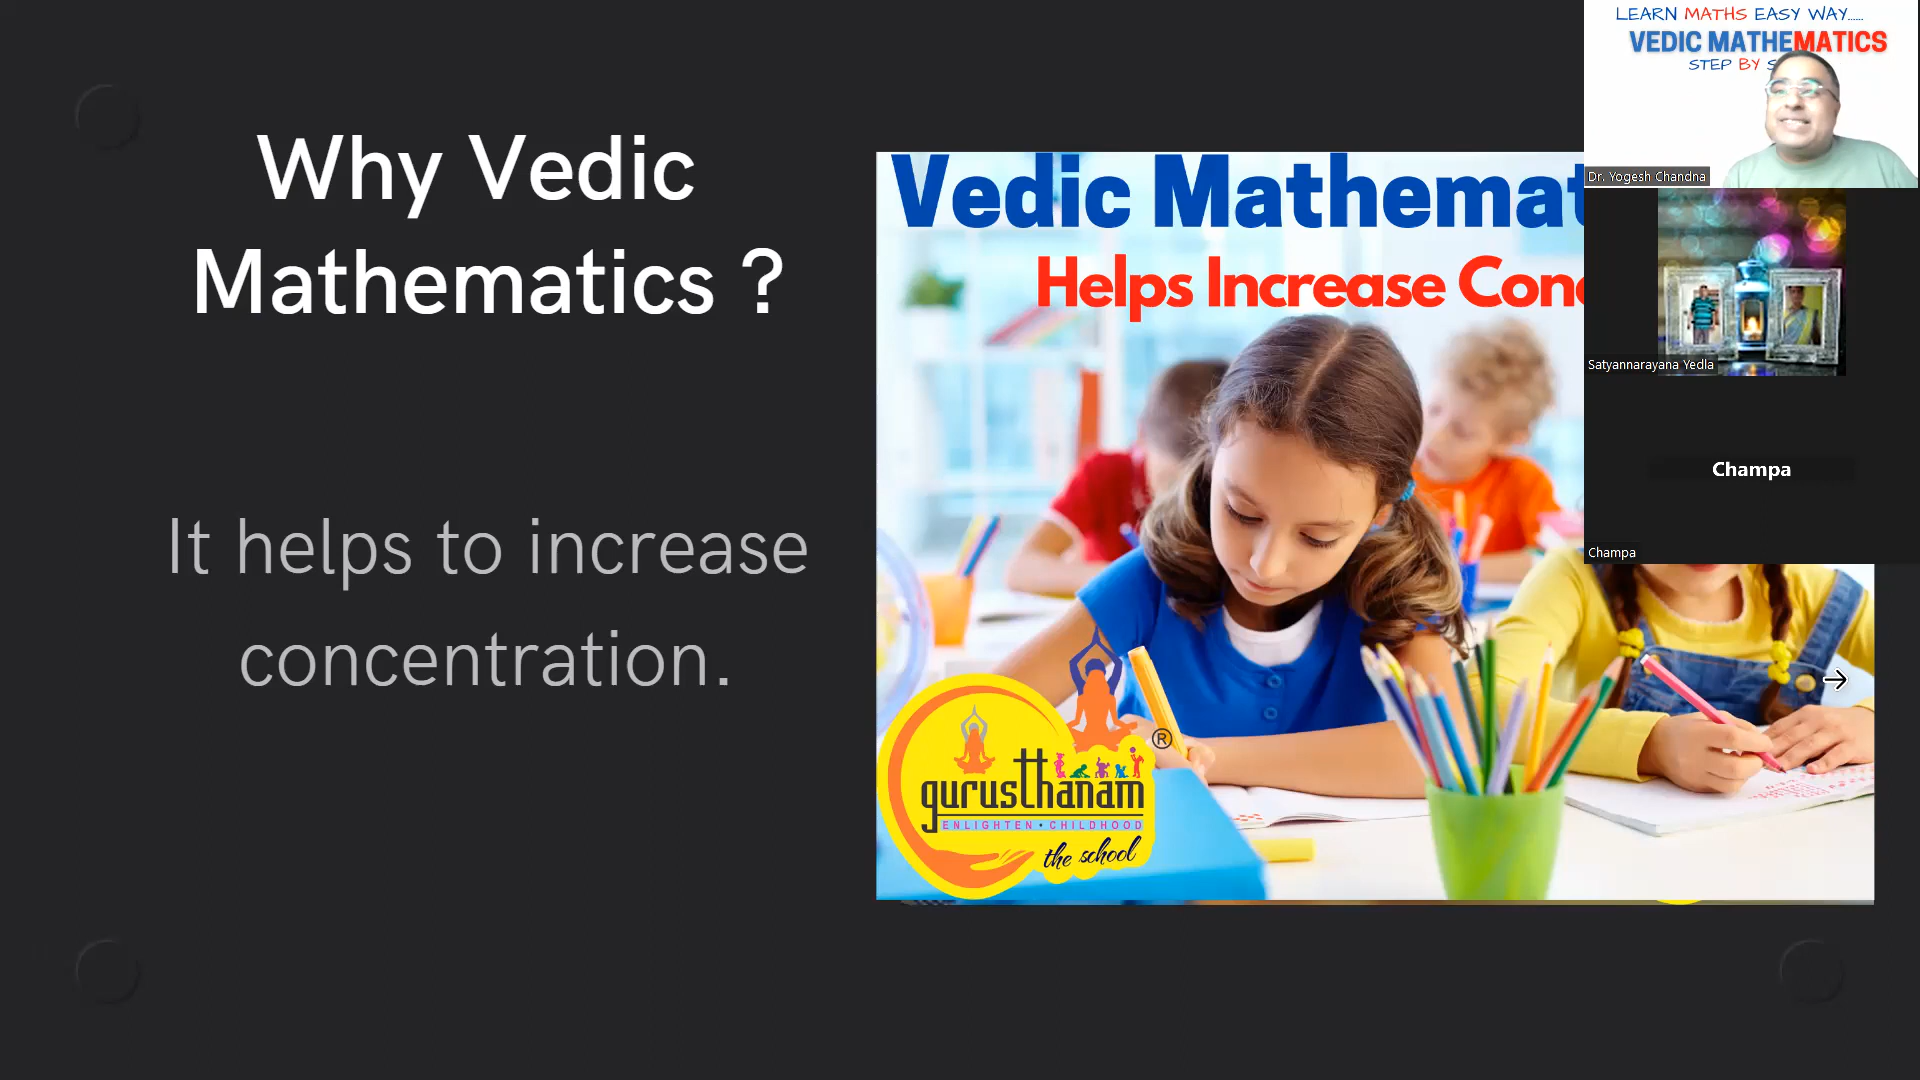 Why Vedic
Mathematics ?
It helps to increase
concentration.
Vedic Mathemat
Helps Increase Conc
gurusthanam
ENLIGHTEN • CHILDHOOD
the school
®
LEARN MATHS EASY WAY......
VEDIC MATHEMATICS
STEP BY S
Dr. Yogesh Chandna
Satyannarayana Yedla
Champa
Champa